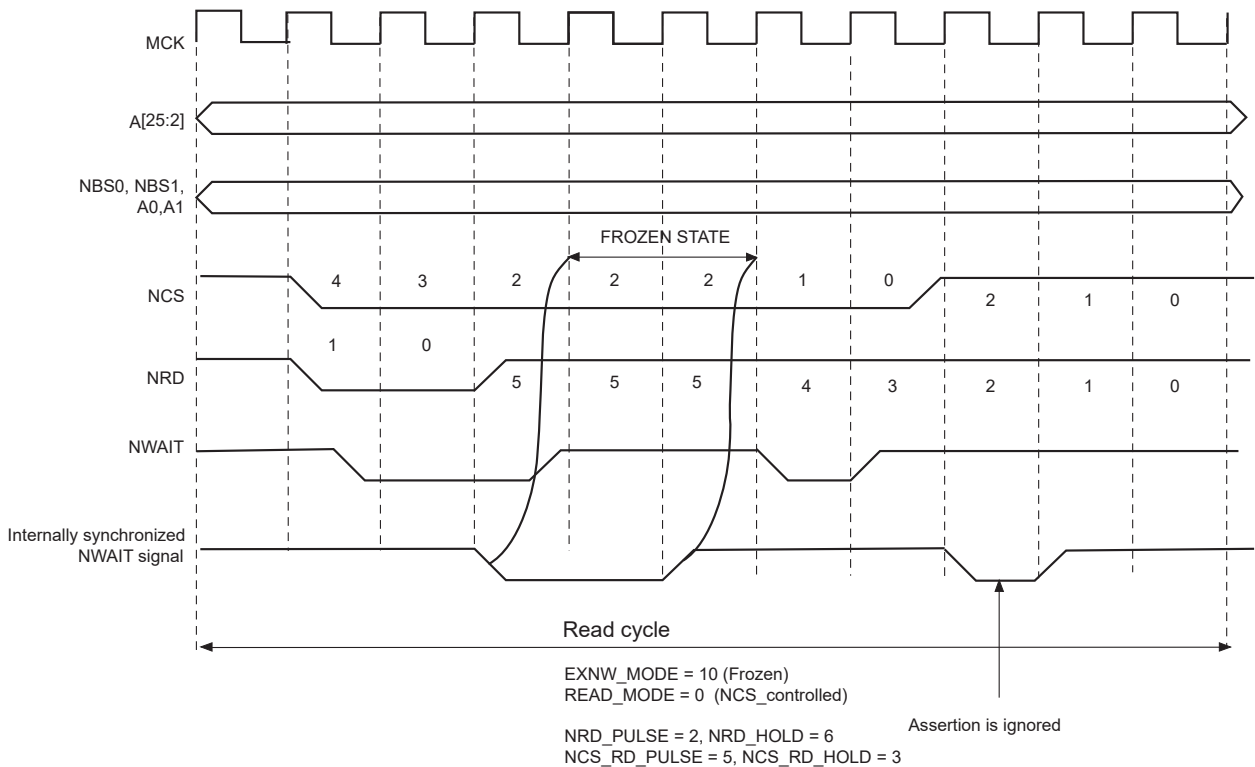 MCK
A[25:2]
NBS0, NBS1,
A0,A1
FROZEN STATE
4 3 2 2 2 1 0
NCS
2 1 0
1 0
NRD
5 5 5 4 3 2 1 0
NWAIT
Internally synchronized
NWAIT signal
Read cycle
EXNW_MODE = 10 (Frozen)
READ_MODE = 0 (NCS_controlled)
Assertion is ignored
NRD_PULSE = 2, NRD_HOLD = 6
NCS_RD_PULSE = 5, NCS_RD_HOLD = 3